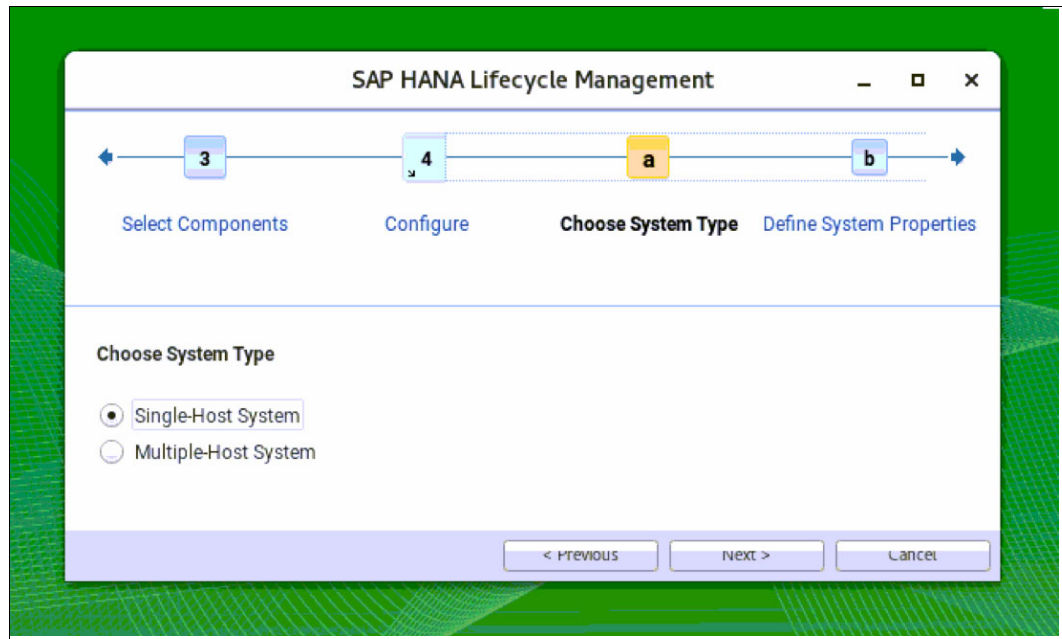 SAP HANA Lifecycle Management
3 4 a b
Select Components Configure Choose System Type Define System Properties
Choose System Type
Single-Host System
Multiple-Host System
< Previous Next > Cancel